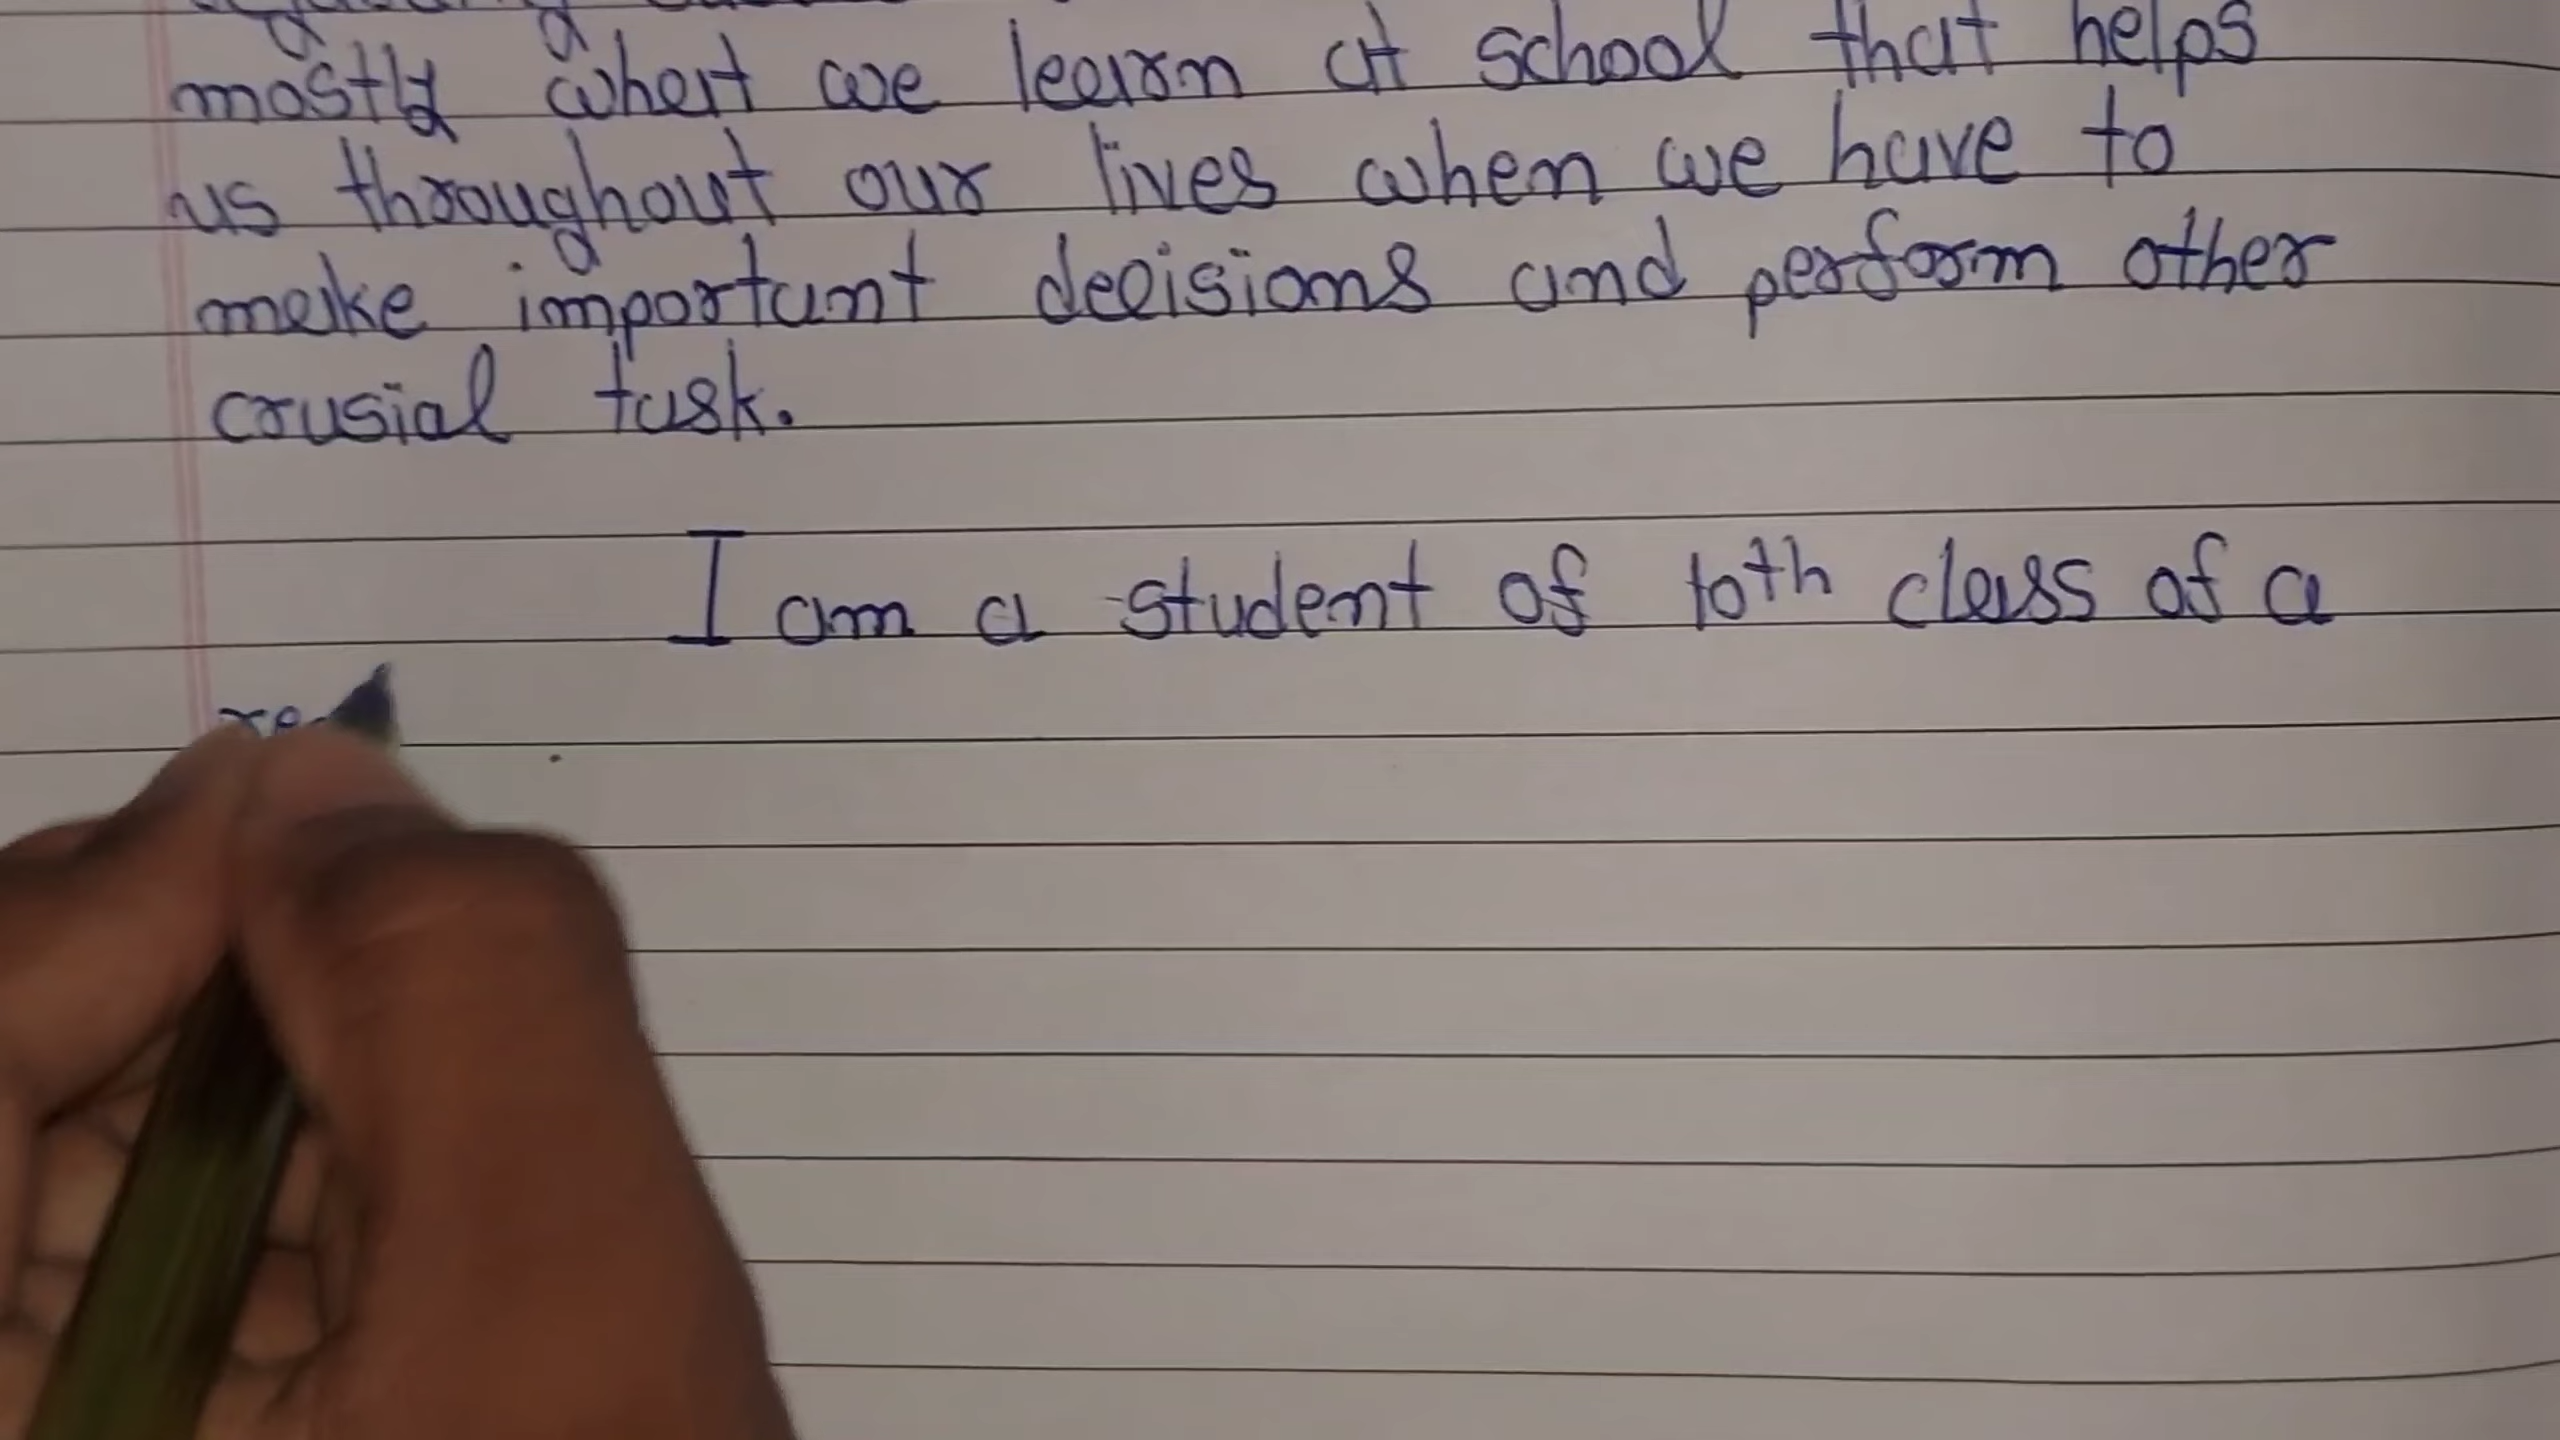 mostly what we learn at school that helps
us throughout our lives when we have to
make important decisions and perform other
crusial task.
I am a student of 10th class of a